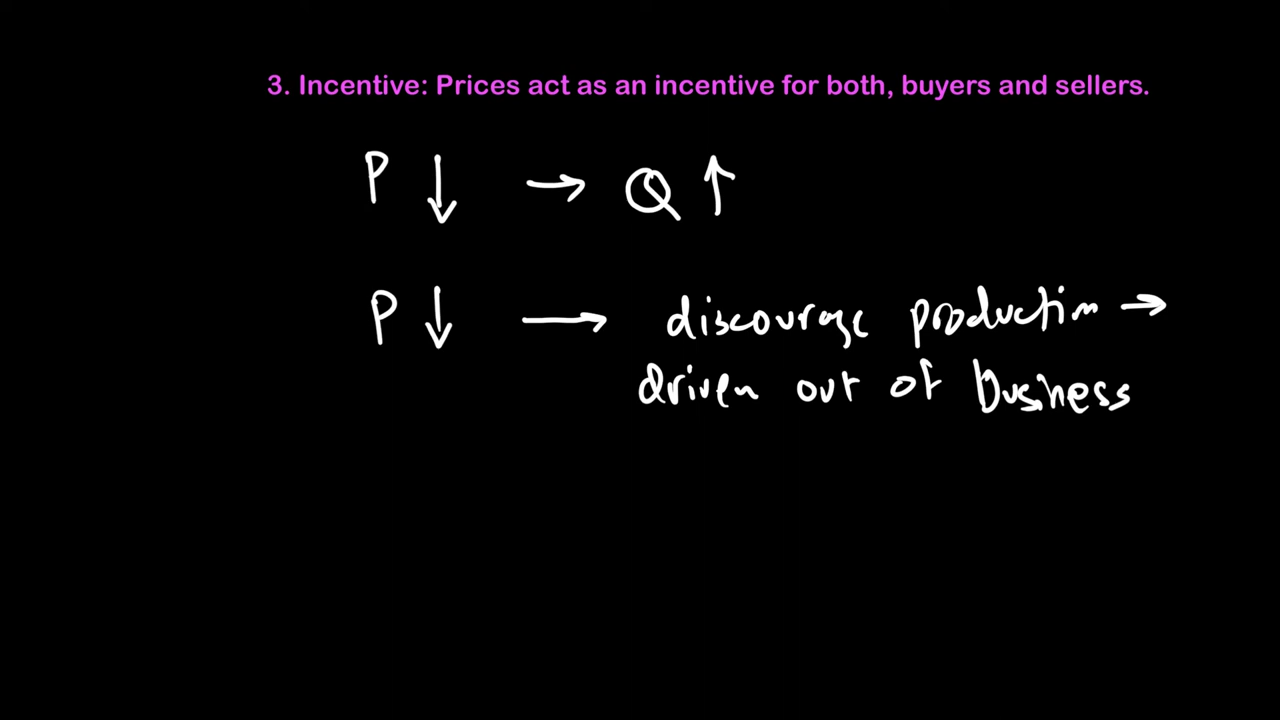 3. Incentive: Prices act as an incentive for both, buyers and sellers.
P ↓ → Q ↑
P ↓ → discourage production →
driven out of business